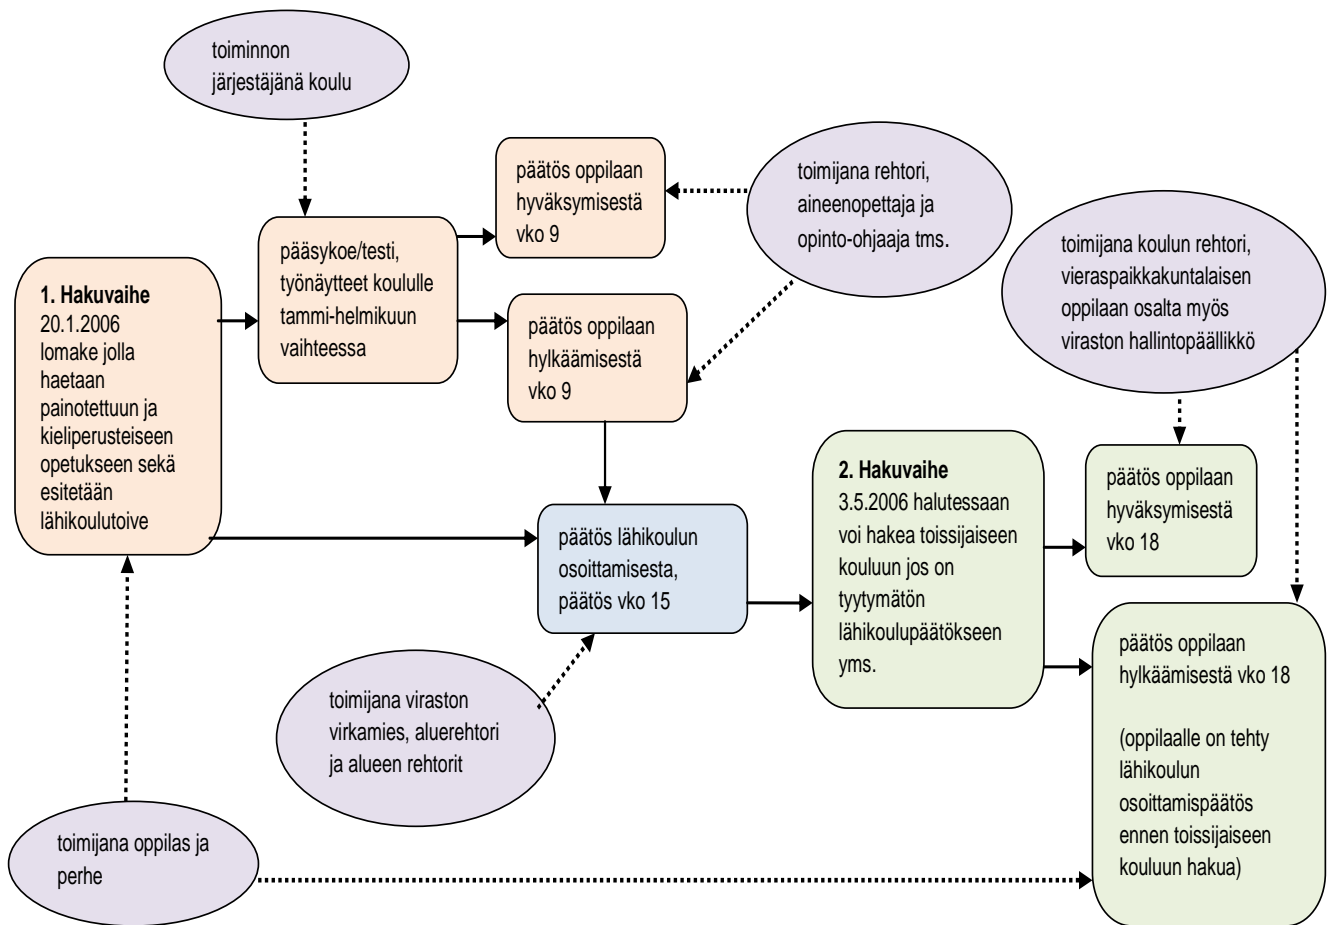 toiminnon
järjestäjänä koulu
päätös oppilaan
hyväksymisestä
vko 9
toimijana rehtori,
aineenopettaja ja
opinto-ohjaaja tms.
toimijana koulun rehtori,
vieraspaikkakuntalaisen
oppilaan osalta myös
viraston hallintopäällikkö
pääsykoe/testi,
työnäytteet koululle
tammi-helmikuun
vaihteessa
1. Hakuvaihe
20.1.2006
lomake jolla
haetaan
painotettuun ja
kieliperusteiseen
opetukseen sekä
esitetään
lähikoulutoive
päätös oppilaan
hylkäämisestä
vko 9
2. Hakuvaihe
3.5.2006 halutessaan
voi hakea toissijaiseen
kouluun jos on
tyytymätön
lähikoulupäätökseen
yms.
päätös oppilaan
hyväksymisestä
vko 18
päätös lähikoulun
osoittamisesta,
päätös vko 15
päätös oppilaan
hylkäämisestä vko 18
(oppilaalle on tehty
lähikoulun
osoittamispäätös
ennen toissijaiseen
kouluun hakua)
toimijana viraston
virkamies, aluerehtori
ja alueen rehtorit
toimijana oppilas ja
perhe